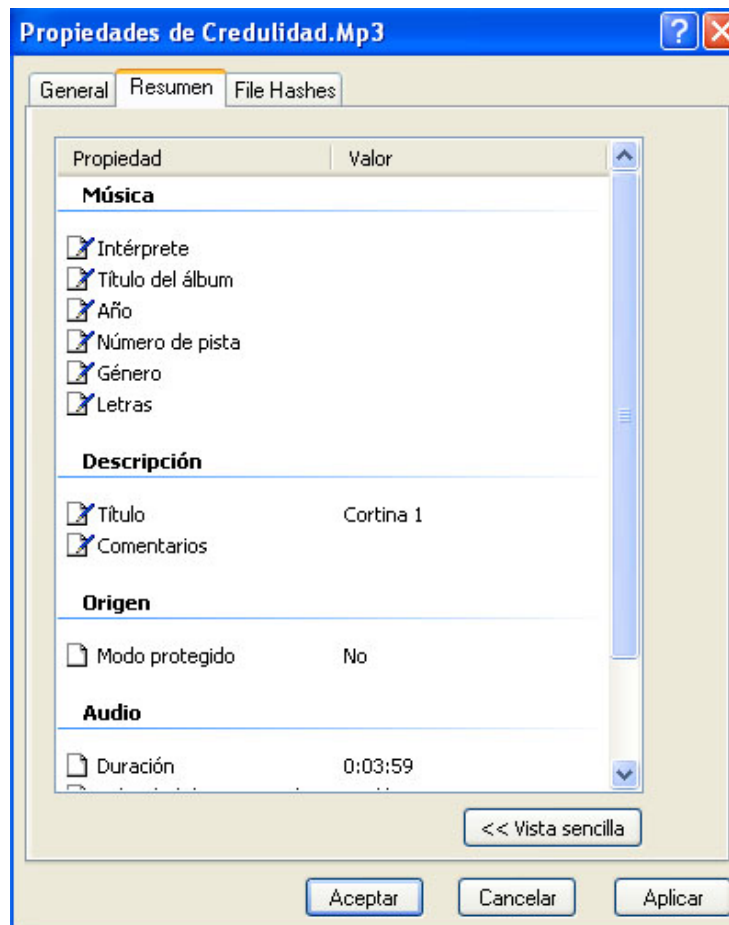 Propiedades de Credulidad.Mp3
General Resumen File Hashes
Propiedad Valor
Música
Intérprete
Título del álbum
Año
Número de pista
Género
Letras
Descripción
Título Cortina 1
Comentarios
Origen
Modo protegido No
Audio
Duración 0:03:59
<< Vista sencilla
Aceptar Cancelar Aplicar